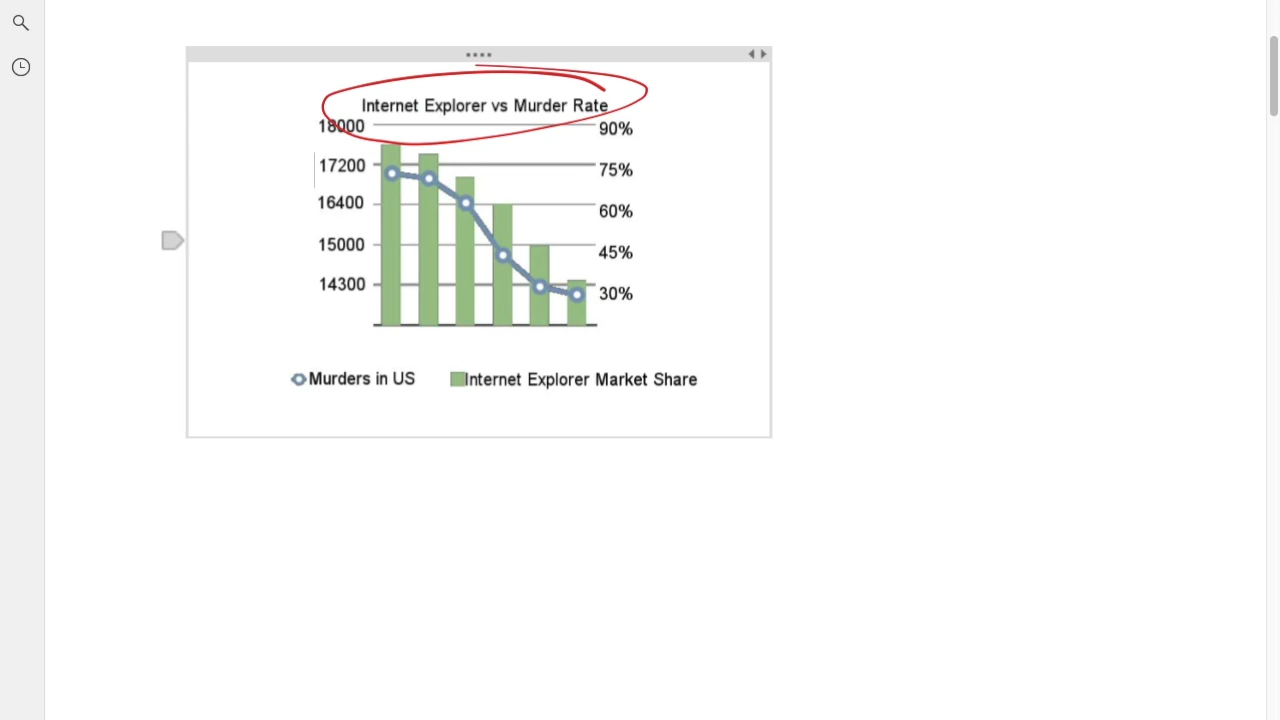 Internet Explorer vs Murder Rate
18000 90%
17200 75%
16400 60%
15000 45%
14300 30%
Murders in US Internet Explorer Market Share